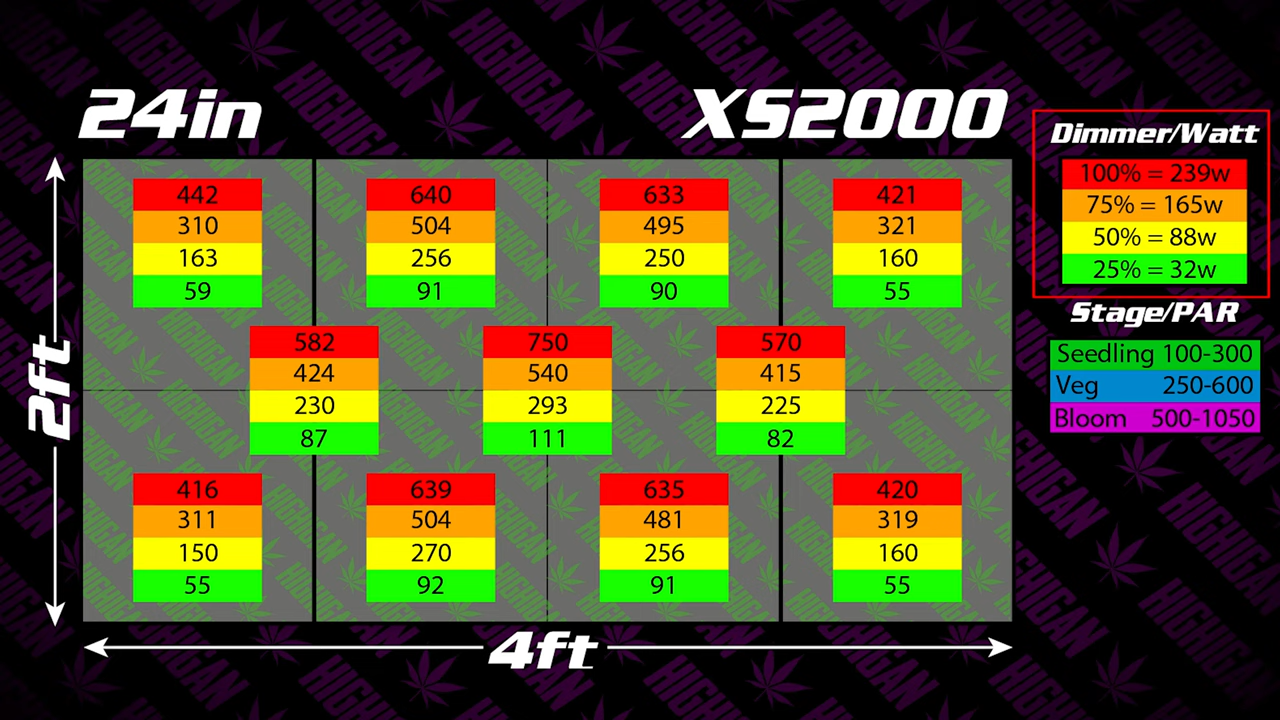 24in XS2000
Dimmer/Watt
100% = 239w
75% = 165w
50% = 88w
25% = 32w
Stage/PAR
Seedling 100-300
Veg 250-600
Bloom 500-1050
2ft
442 640 633 421
310 504 495 321
163 256 250 160
59 91 90 55
582 750 570
424 540 415
230 293 225
87 111 82
416 639 635 420
311 504 481 319
150 270 256 160
55 92 91 55
4ft
HIGHIGAN